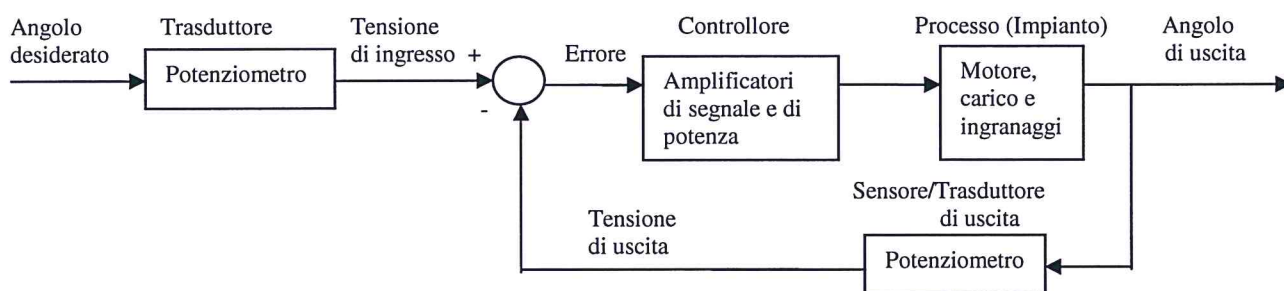 Angolo
desiderato
Trasduttore
Potenziometro
Tensione
di ingresso +
-
Errore
Controllore
Amplificatori
di segnale e di
potenza
Processo (Impianto)
Motore,
carico e
ingranaggi
Angolo
di uscita
Sensore/Trasduttore
di uscita
Potenziometro
Tensione
di uscita